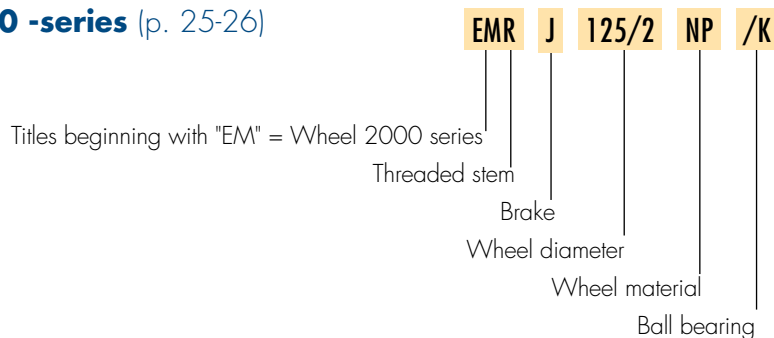 0 -series (p. 25-26)
EMR J 125/2 NP /K
Titles beginning with "EM" = Wheel 2000 series
Threaded stem
Brake
Wheel diameter
Wheel material
Ball bearing